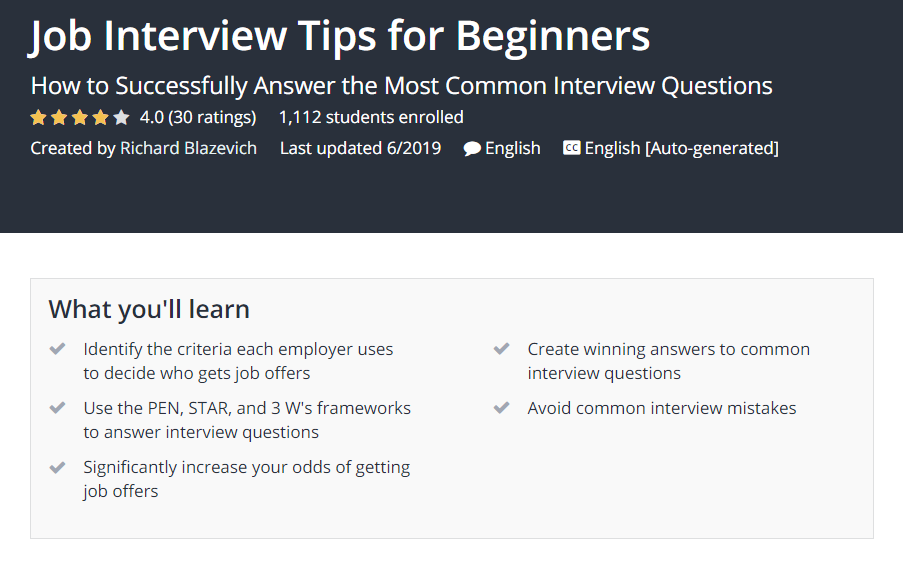 Job Interview Tips for Beginners
How to Successfully Answer the Most Common Interview Questions
4.0 (30 ratings) 1,112 students enrolled
Created by Richard Blazevich Last updated 6/2019 English CC English [Auto-generated]
What you'll learn
Identify the criteria each employer uses
to decide who gets job offers
Use the PEN, STAR, and 3 W's frameworks
to answer interview questions
Significantly increase your odds of getting
job offers
Create winning answers to common
interview questions
Avoid common interview mistakes